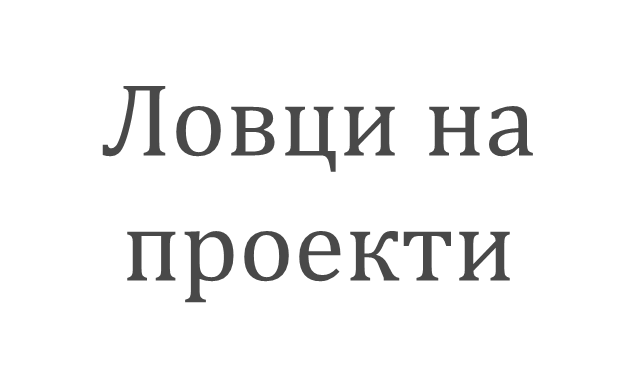 Ловци на
проекти